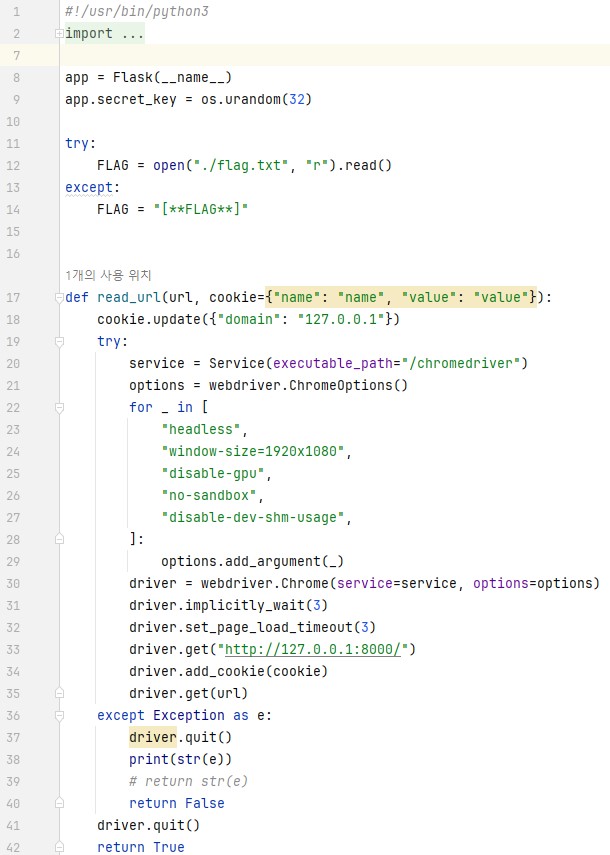 1 #!/usr/bin/python3
2 import ...
7
8 app = Flask(__name__)
9 app.secret_key = os.urandom(32)
10
11 try:
12     FLAG = open("./flag.txt", "r").read()
13 except:
14     FLAG = "[**FLAG**]"
15
16
1개의 사용 위치
17 def read_url(url, cookie={"name": "name", "value": "value"}):
18     cookie.update({"domain": "127.0.0.1"})
19     try:
20         service = Service(executable_path="/chromedriver")
21         options = webdriver.ChromeOptions()
22         for _ in [
23             "headless",
24             "window-size=1920x1080",
25             "disable-gpu",
26             "no-sandbox",
27             "disable-dev-shm-usage",
28         ]:
29             options.add_argument(_)
30         driver = webdriver.Chrome(service=service, options=options)
31         driver.implicitly_wait(3)
32         driver.set_page_load_timeout(3)
33         driver.get("http://127.0.0.1:8000/")
34         driver.add_cookie(cookie)
35         driver.get(url)
36     except Exception as e:
37         driver.quit()
38         print(str(e))
39         # return str(e)
40         return False
41     driver.quit()
42     return True